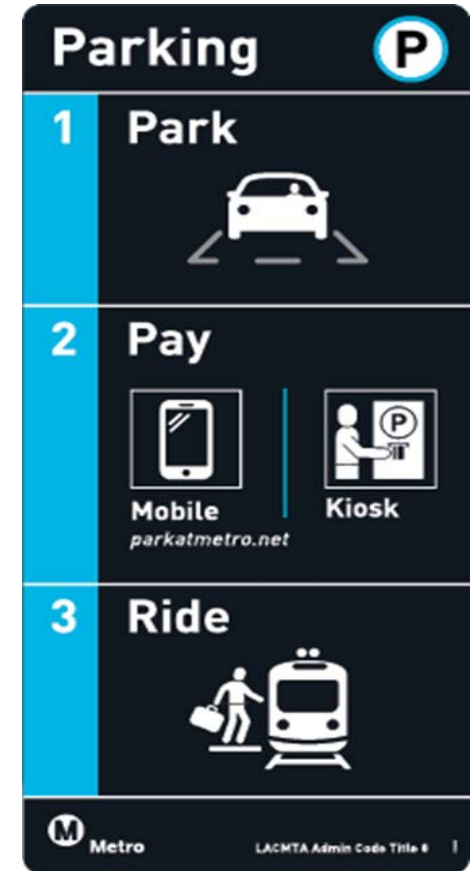 Parking P
1 Park
2 Pay
P
Mobile Kiosk
parkatmetro.net
3 Ride
M Metro LACMTA Admin Code Title 8